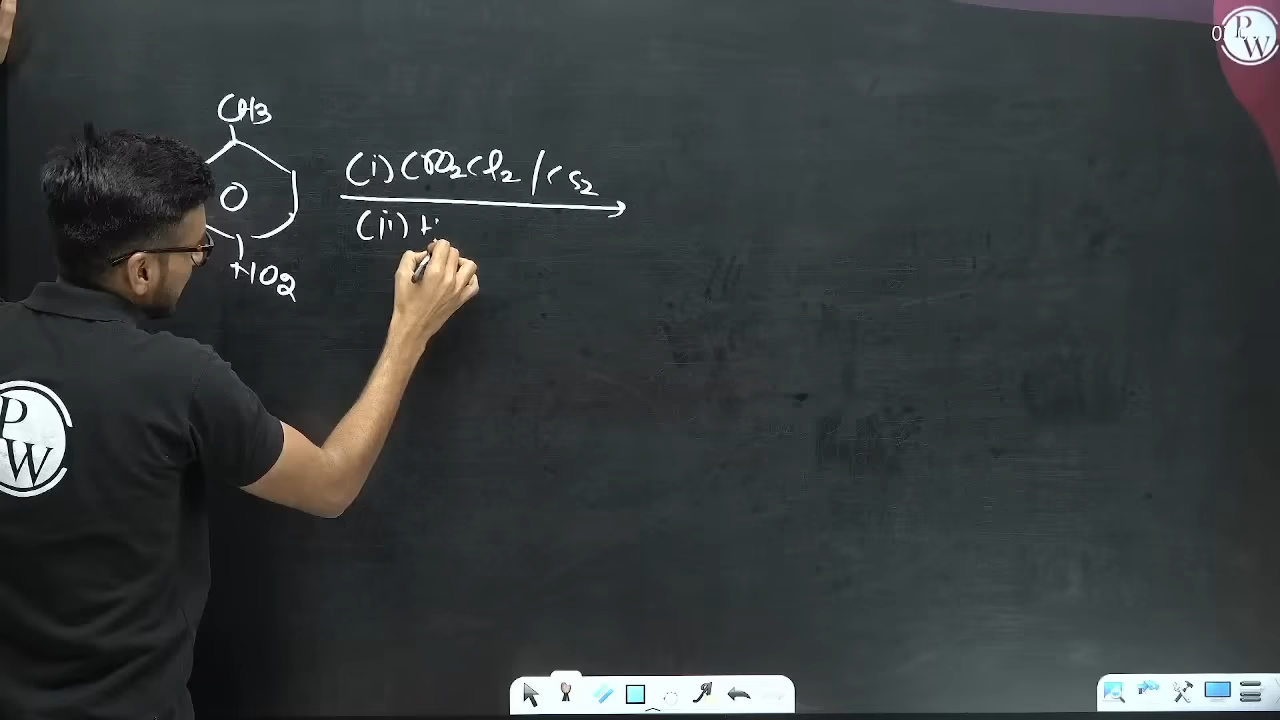 P
W
CH3
(i) CrO2Cl2 / CS2
(ii) H
NO2
P
W